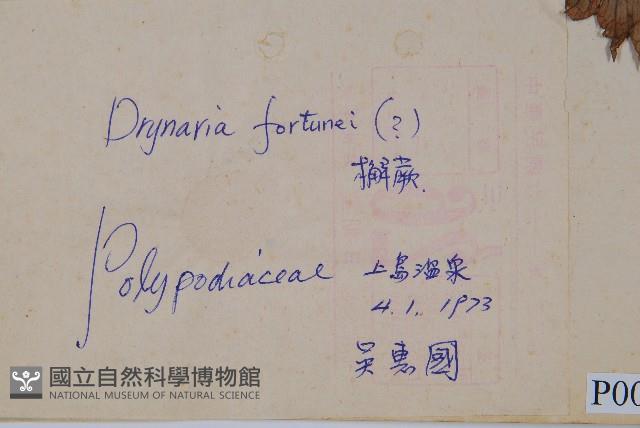 Drynaria fortunei (?)
槲蕨.
Polypodiaceae
上島溫泉
4.1.1973
吳惠國
國立自然科學博物館
NATIONAL MUSEUM OF NATURAL SCIENCE
P00